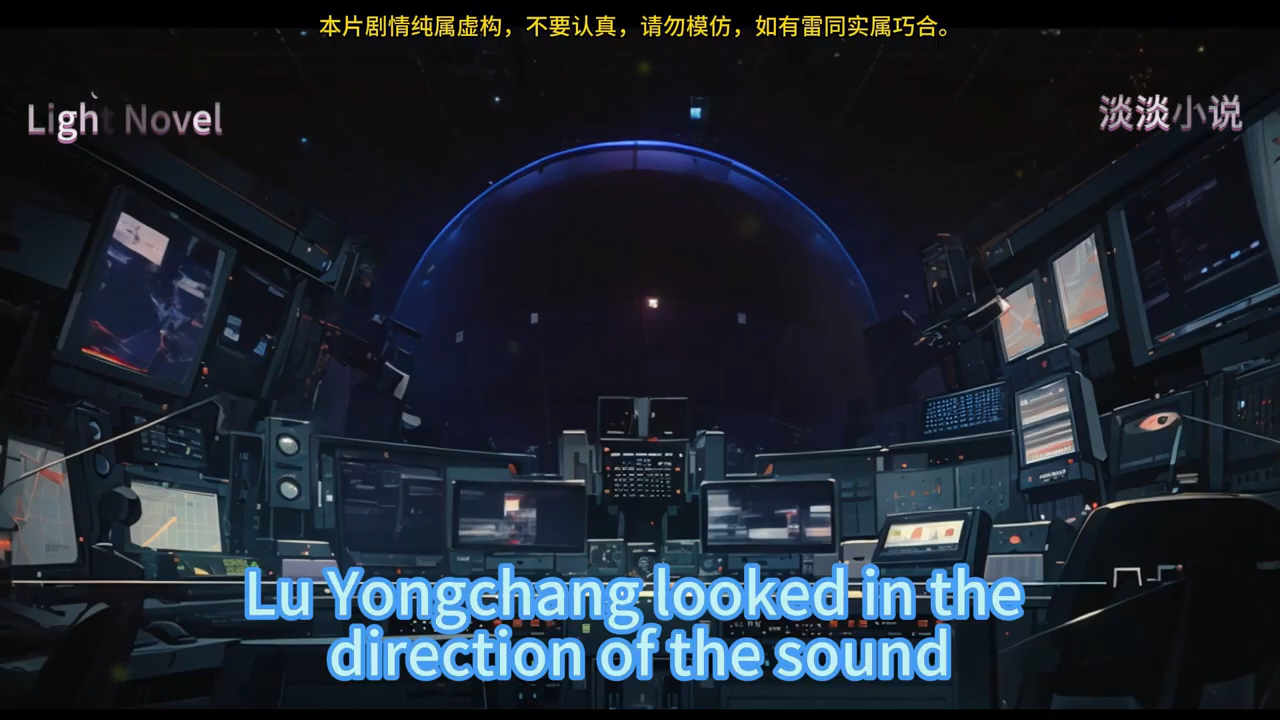 本片剧情纯属虚构，不要认真，请勿模仿，如有雷同实属巧合。
Light Novel
淡淡小说
Lu Yongchang looked in the
direction of the sound